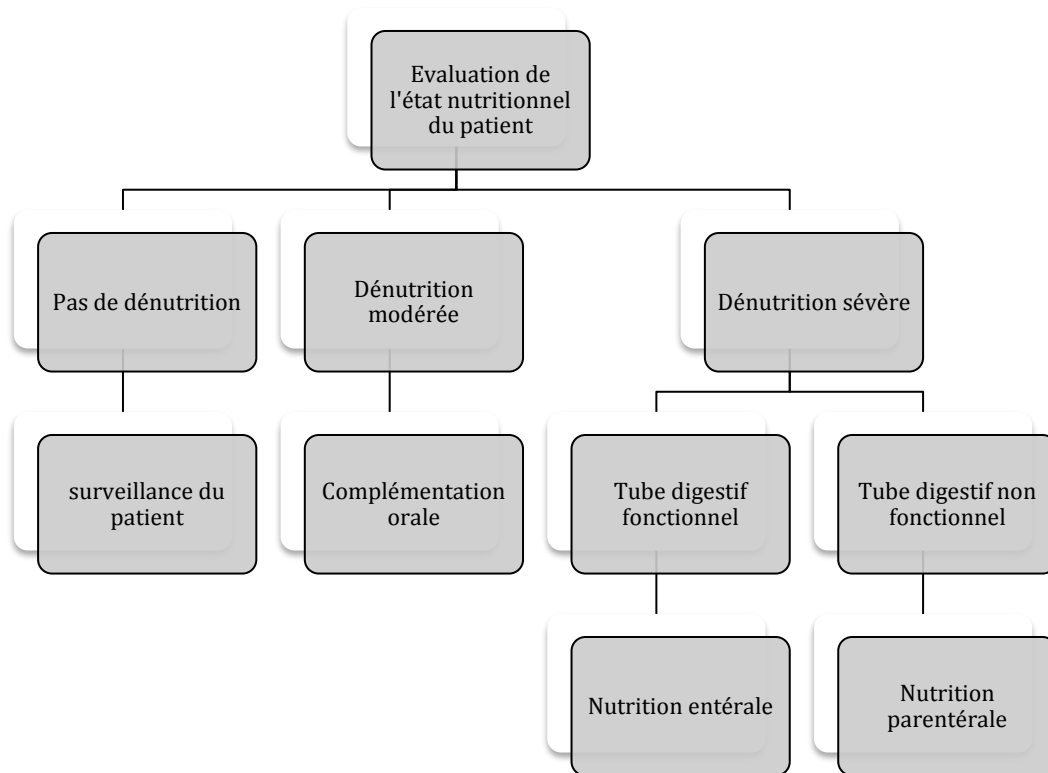 Evaluation de
l'état nutritionnel
du patient
Pas de dénutrition
Dénutrition
modérée
Dénutrition sévère
surveillance du
patient
Complémentation
orale
Tube digestif
fonctionnel
Tube digestif non
fonctionnel
Nutrition entérale
Nutrition
parentérale